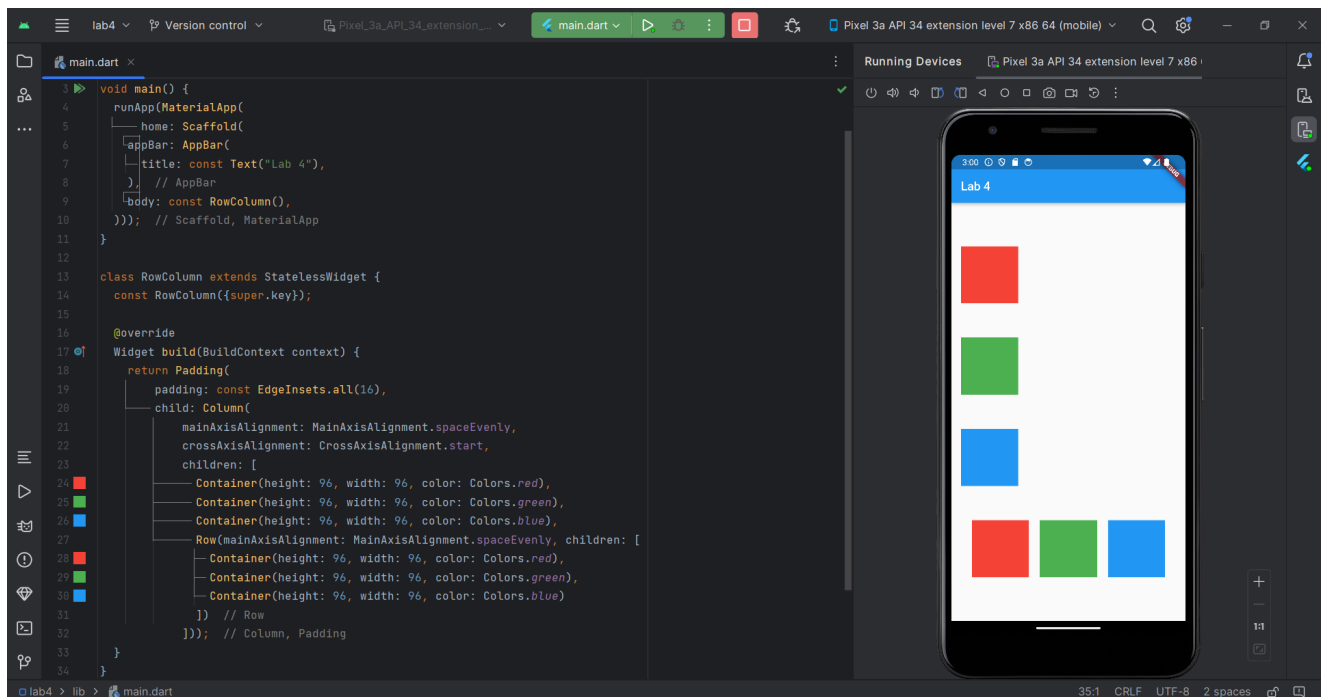 lab4
Version control
Pixel_3a_API_34_extension_...
main.dart
Pixel 3a API 34 extension level 7 x86 64 (mobile)
main.dart
Running Devices
Pixel 3a API 34 extension level 7 x86
3 void main() {
4 runApp(MaterialApp(
5 home: Scaffold(
6 appBar: AppBar(
7 title: const Text("Lab 4"),
8 ), // AppBar
9 body: const RowColumn(),
10 ))); // Scaffold, MaterialApp
11 }
12
13 class RowColumn extends StatelessWidget {
14 const RowColumn({super.key});
15
16 @override
17 Widget build(BuildContext context) {
18 return Padding(
19 padding: const EdgeInsets.all(16),
20 child: Column(
21 mainAxisAlignment: MainAxisAlignment.spaceEvenly,
22 crossAxisAlignment: CrossAxisAlignment.start,
23 children: [
24 Container(height: 96, width: 96, color: Colors.red),
25 Container(height: 96, width: 96, color: Colors.green),
26 Container(height: 96, width: 96, color: Colors.blue),
27 Row(mainAxisAlignment: MainAxisAlignment.spaceEvenly, children: [
28 Container(height: 96, width: 96, color: Colors.red),
29 Container(height: 96, width: 96, color: Colors.green),
30 Container(height: 96, width: 96, color: Colors.blue)
31 ]) // Row
32 ])); // Column, Padding
33 }
34 }
3:00
DEBUG
Lab 4
1:1
lab4 > lib > main.dart
35:1 CRLF UTF-8 2 spaces